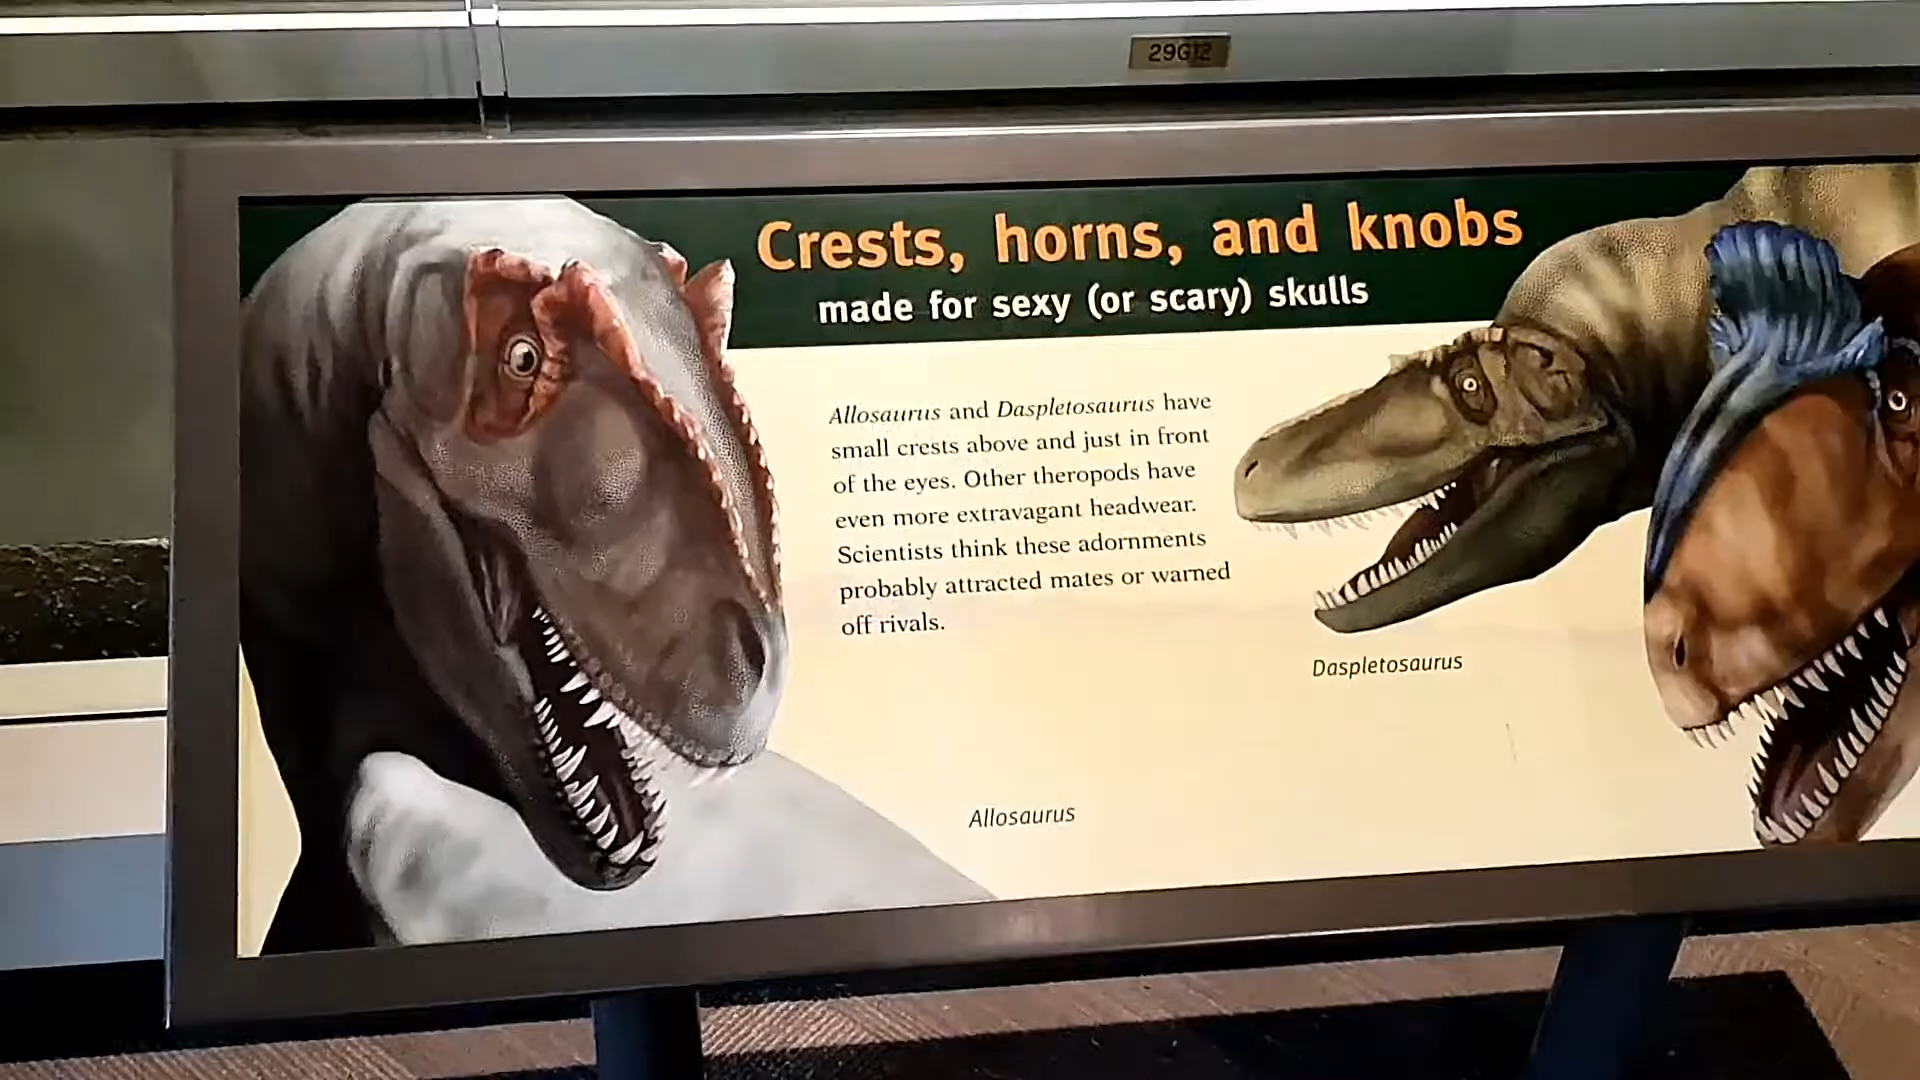 29G12
Crests, horns, and knobs
made for sexy (or scary) skulls
Allosaurus and Daspletosaurus have
small crests above and just in front
of the eyes. Other theropods have
even more extravagant headwear.
Scientists think these adornments
probably attracted mates or warned
off rivals.
Daspletosaurus
Allosaurus